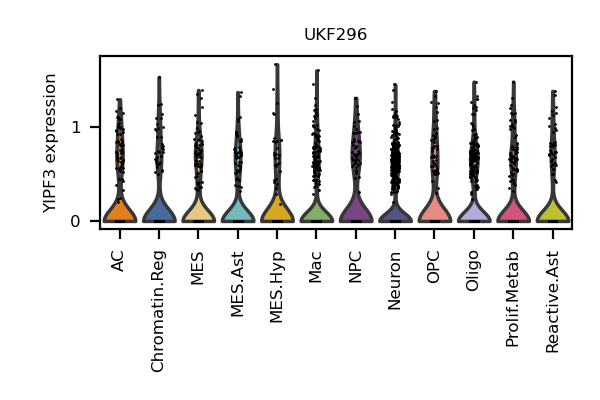 UKF296
YIPF3 expression
1
0
AC
Chromatin.Reg
MES
MES.Ast
MES.Hyp
Mac
NPC
Neuron
OPC
Oligo
Prolif.Metab
Reactive.Ast